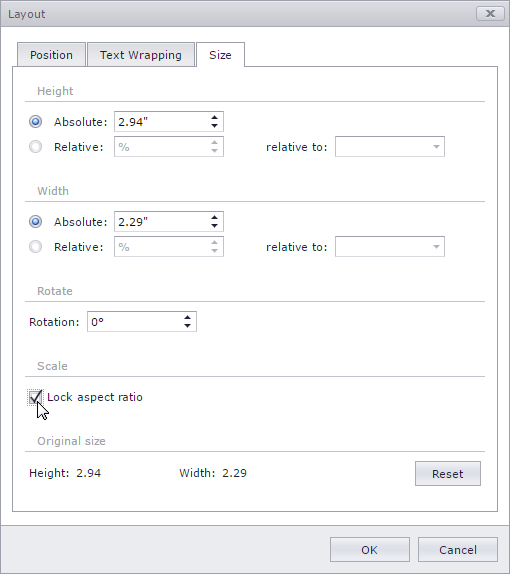 Layout
Position Text Wrapping Size
Height
Absolute: 2.94"
Relative: % relative to:
Width
Absolute: 2.29"
Relative: % relative to:
Rotate
Rotation: 0°
Scale
Lock aspect ratio
Original size
Height: 2.94 Width: 2.29 Reset
OK Cancel